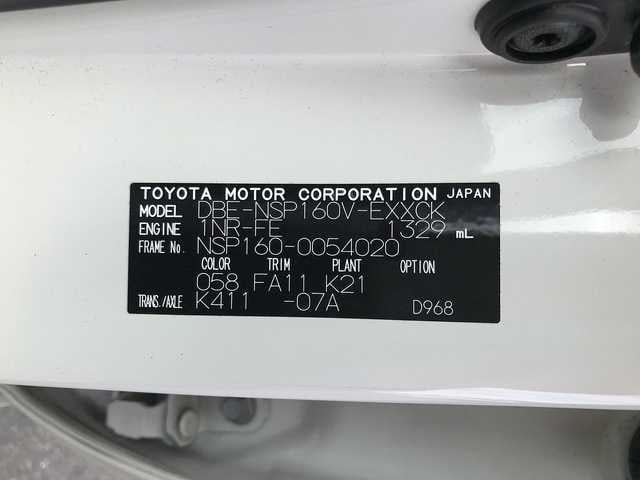 TOYOTA MOTOR CORPORATION JAPAN
MODEL DBE-NSP160V-EXXCK
ENGINE 1NR-FE 1329 mL
FRAME No. NSP160-0054020
COLOR TRIM PLANT OPTION
058 FA11 K21
TRANS./AXLE K411 -07A D968